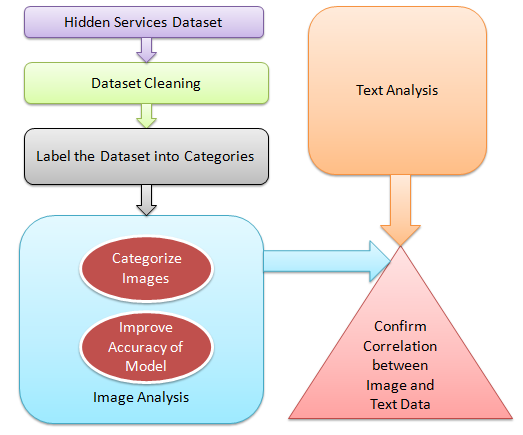 Hidden Services Dataset
Dataset Cleaning
Label the Dataset into Categories
Categorize
Images
Improve
Accuracy of
Model
Image Analysis
Text Analysis
Confirm
Correlation
between
Image and
Text Data